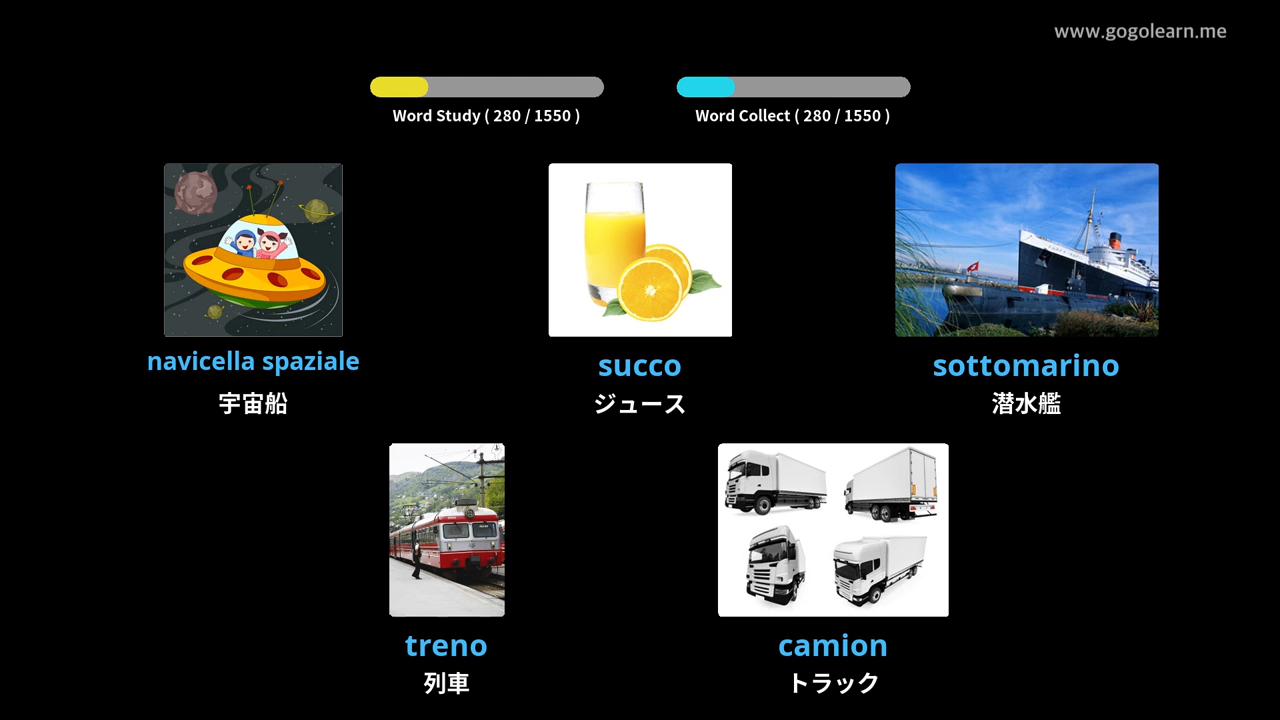 www.gogolearn.me
Word Study ( 280 / 1550 )
Word Collect ( 280 / 1550 )
navicella spaziale
宇宙船
succo
ジュース
sottomarino
潜水艦
treno
列車
camion
トラック